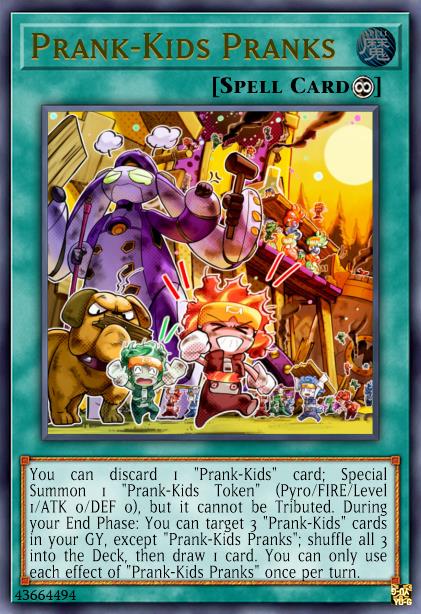 Prank-Kids Pranks
魔
[Spell Card]
You can discard 1 "Prank-Kids" card; Special
Summon 1 "Prank-Kids Token" (Pyro/FIRE/Level
1/ATK 0/DEF 0), but it cannot be Tributed. During
your End Phase: You can target 3 "Prank-Kids" cards
in your GY, except "Prank-Kids Pranks"; shuffle all 3
into the Deck, then draw 1 card. You can only use
each effect of "Prank-Kids Pranks" once per turn.
43664494